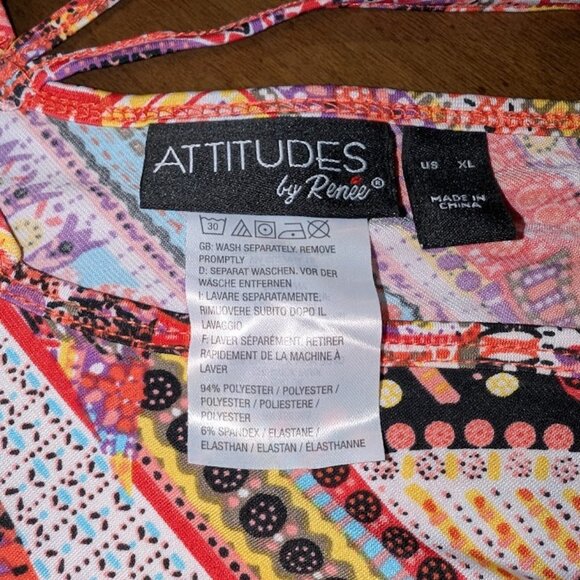 ATTITUDES
by Renée®
US XL
MADE IN
CHINA
30
GB: WASH SEPARATELY. REMOVE
PROMPTLY
D: SEPARAT WASCHEN. VOR DER
WÄSCHE ENTFERNEN
I: LAVARE SEPARATAMENTE.
RIMUOVERE SUBITO DOPO IL
LAVAGGIO
F: LAVER SÉPARÉMENT. RETIRER
RAPIDEMENT DE LA MACHINE À
LAVER
94% POLYESTER / POLYESTER /
POLYESTER / POLIESTERE /
POLYESTER
6% SPANDEX / ELASTANE /
ELASTHAN / ELASTAN / ÉLASTHANNE